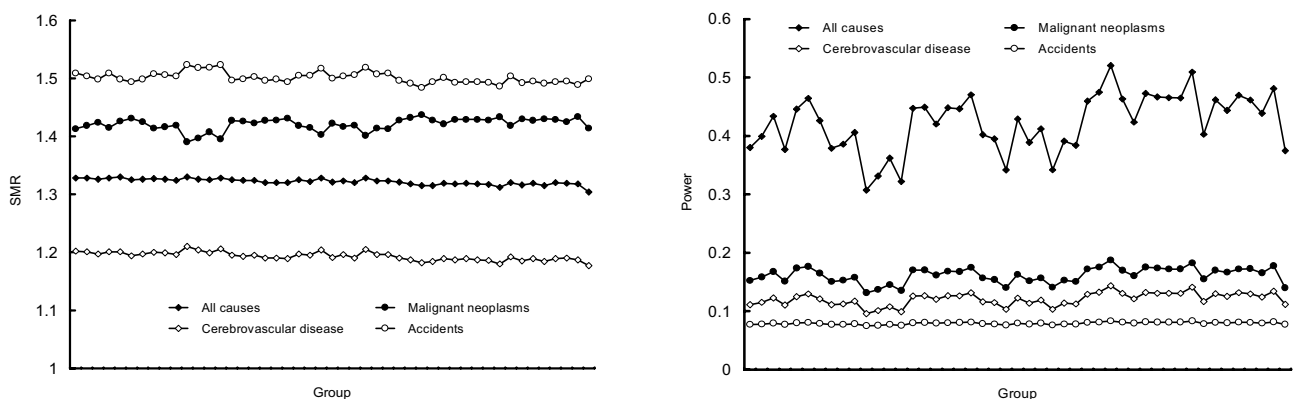 1.6
1.5
1.4
1.3
1.2
1.1
1
SMR
All causes
Malignant neoplasms
Cerebrovascular disease
Accidents
Group
0.6
0.5
0.4
0.3
0.2
0.1
0
Power
All causes
Malignant neoplasms
Cerebrovascular disease
Accidents
Group